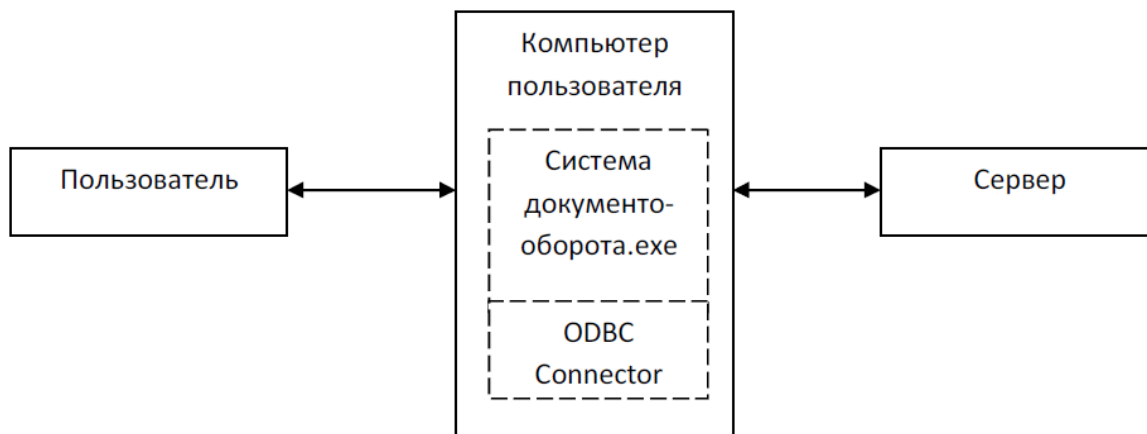 Компьютер
пользователя
Пользователь
Система
документо-
оборота.exe
ODBC
Connector
Сервер